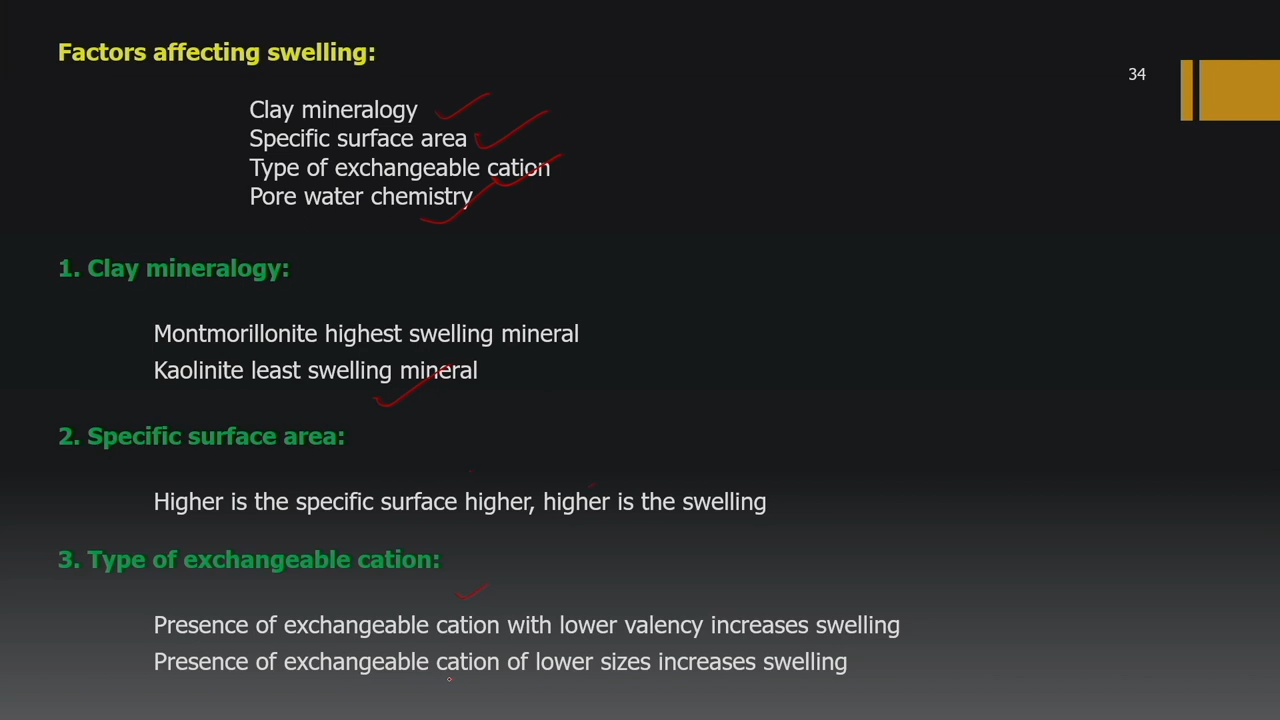 Factors affecting swelling:
34
Clay mineralogy
Specific surface area
Type of exchangeable cation
Pore water chemistry
1. Clay mineralogy:
Montmorillonite highest swelling mineral
Kaolinite least swelling mineral
2. Specific surface area:
Higher is the specific surface higher, higher is the swelling
3. Type of exchangeable cation:
Presence of exchangeable cation with lower valency increases swelling
Presence of exchangeable cation of lower sizes increases swelling